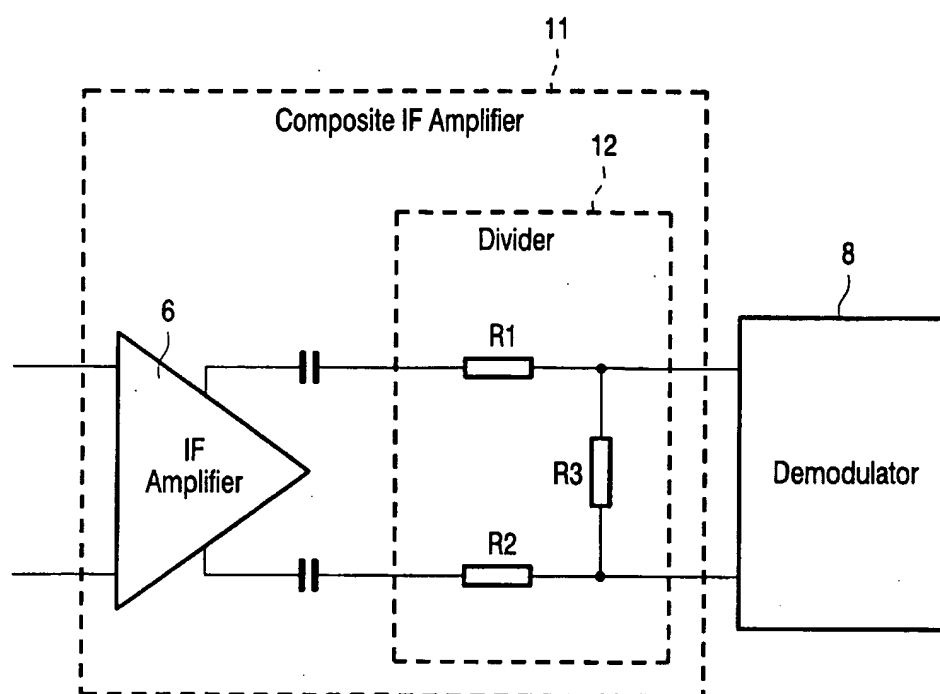 11
Composite IF Amplifier
12
Divider
8
6
R1
IF
Amplifier
R3
Demodulator
R2